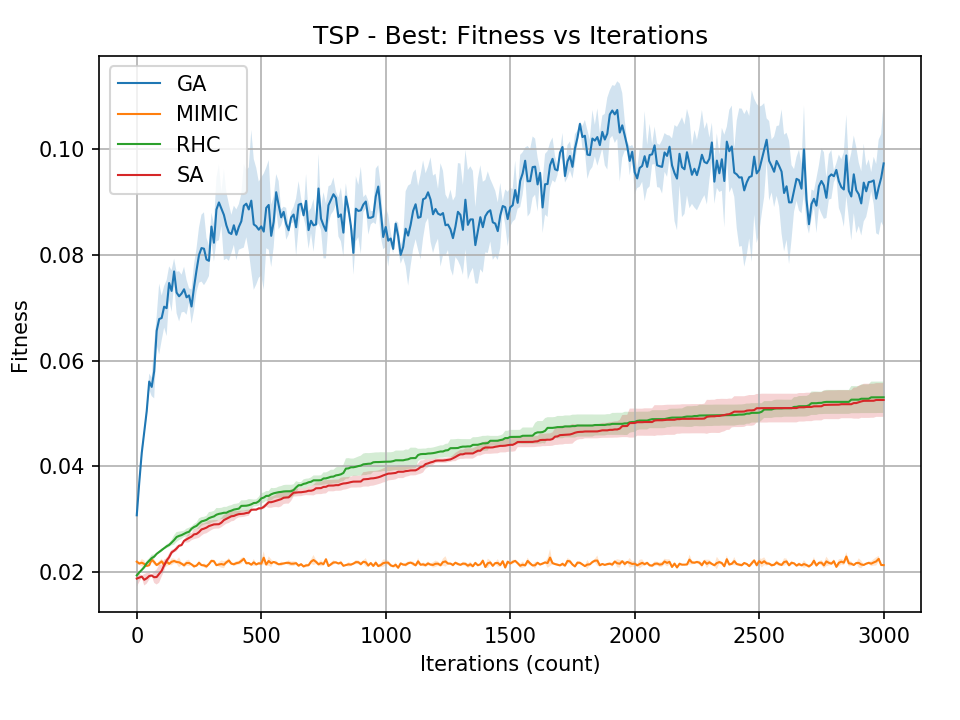 TSP - Best: Fitness vs Iterations
GA
MIMIC
RHC
SA
Fitness
0.10
0.08
0.06
0.04
0.02
0 500 1000 1500 2000 2500 3000
Iterations (count)